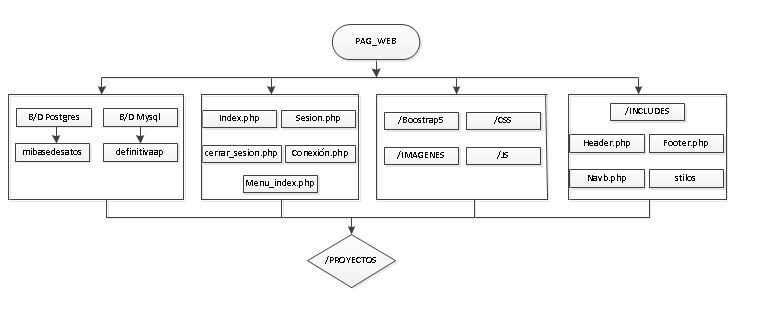 PAG_WEB
B/D Postgres
B/D Mysql
mibasedesatos
definitivaap
Index.php
Sesion.php
cerrar_sesion.php
Conexión.php
Menu_index.php
/Boostrap5
/CSS
/IMAGENES
/JS
/INCLUDES
Header.php
Footer.php
Navb.php
stilos
/PROYECTOS